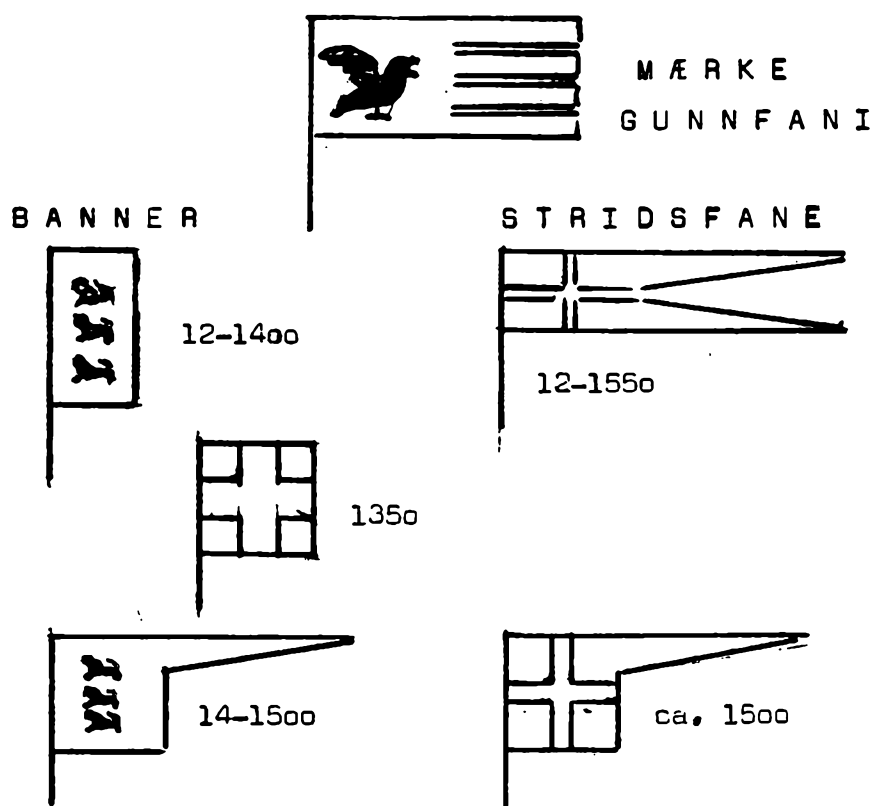 MÆRKE
GUNNFANI
BANNER
STRIDSFANE
12-14oo
12-155o
135o
14-15oo
ca. 15oo